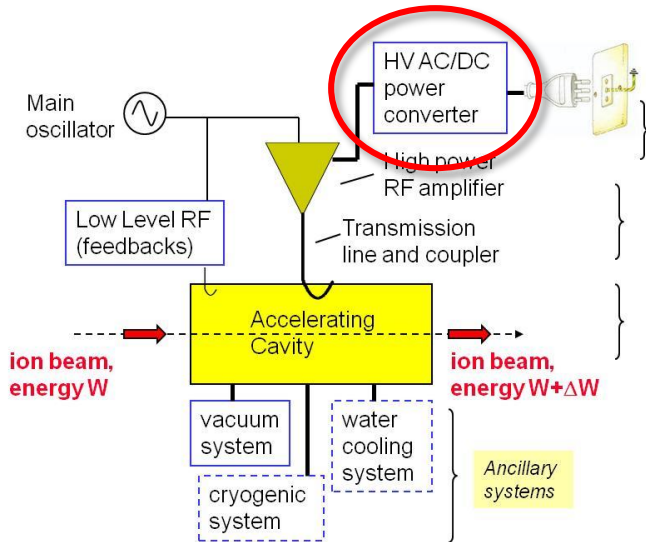 HV AC/DC
power
converter
Main
oscillator
High power
RF amplifier
Low Level RF
(feedbacks)
Transmission
line and coupler
Accelerating
Cavity
ion beam,
energy W
ion beam,
energy W+ΔW
vacuum
system
cryogenic
system
water
cooling
system
Ancillary
systems